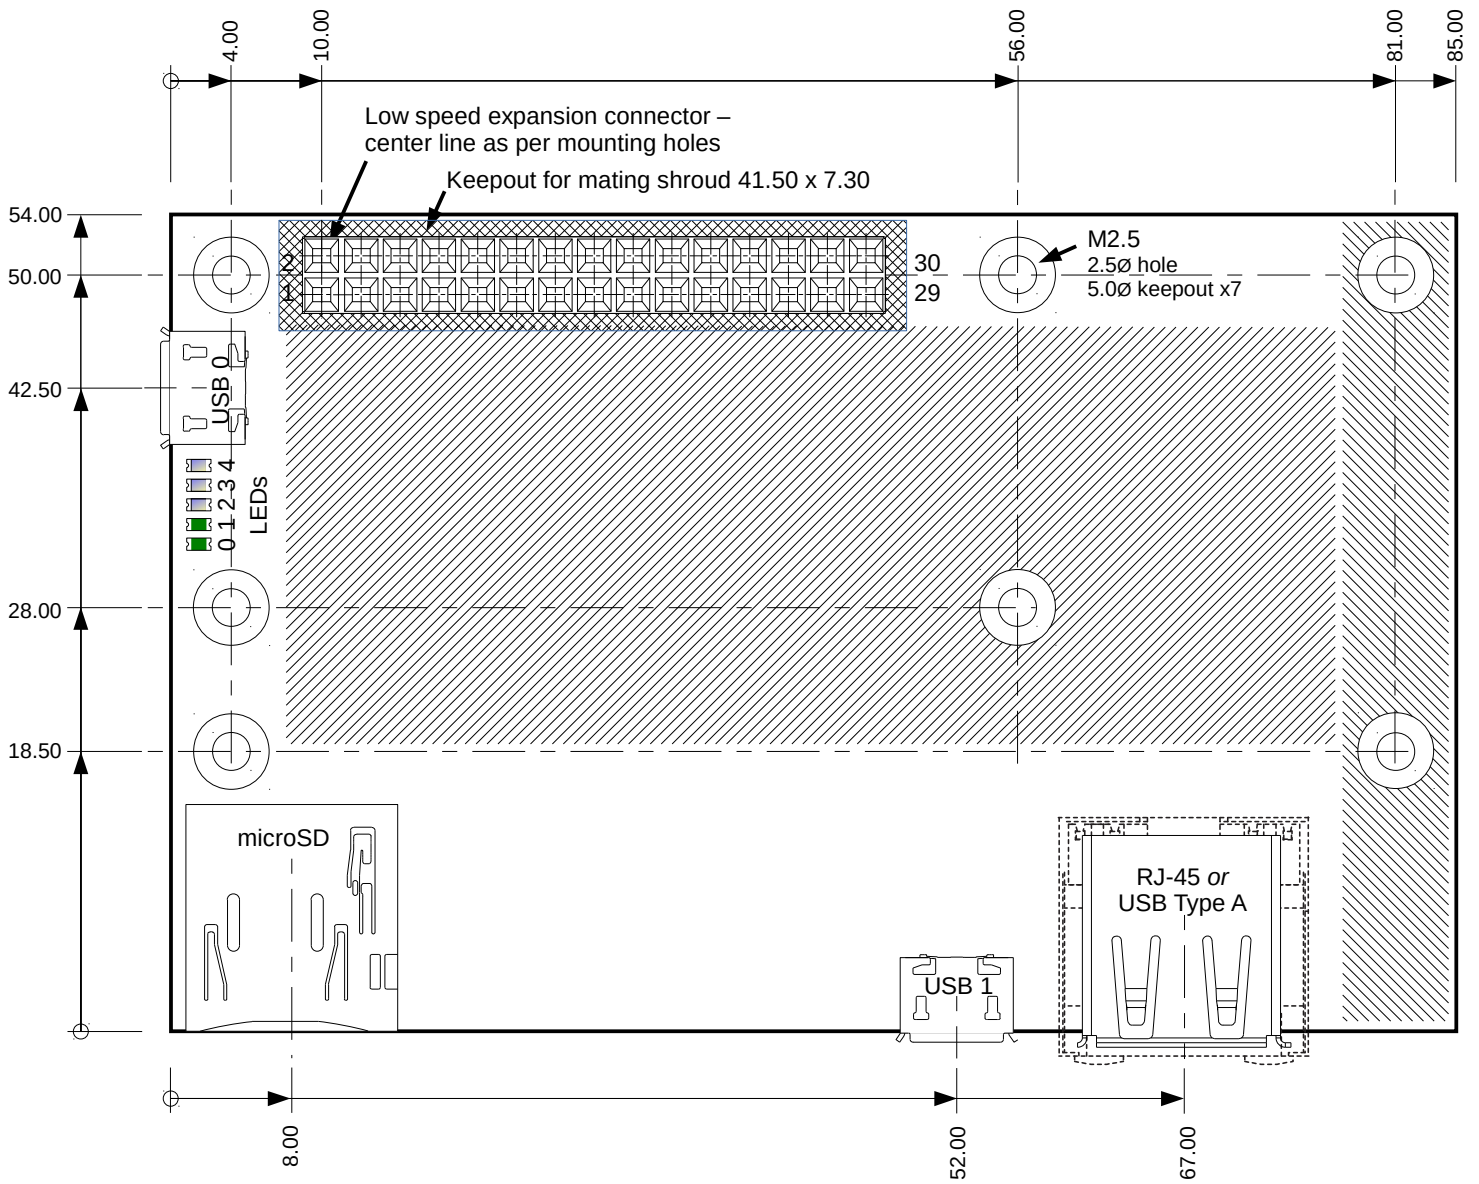 4.00
10.00
56.00
81.00
85.00
Low speed expansion connector –
center line as per mounting holes
Keepout for mating shroud 41.50 x 7.30
54.00
M2.5
2
30
50.00
2.5Ø hole
1
29
5.0Ø keepout x7
42.50
USB 0
0 1 2 3 4
LEDs
28.00
18.50
microSD
RJ-45 or
USB Type A
USB 1
8.00
52.00
67.00